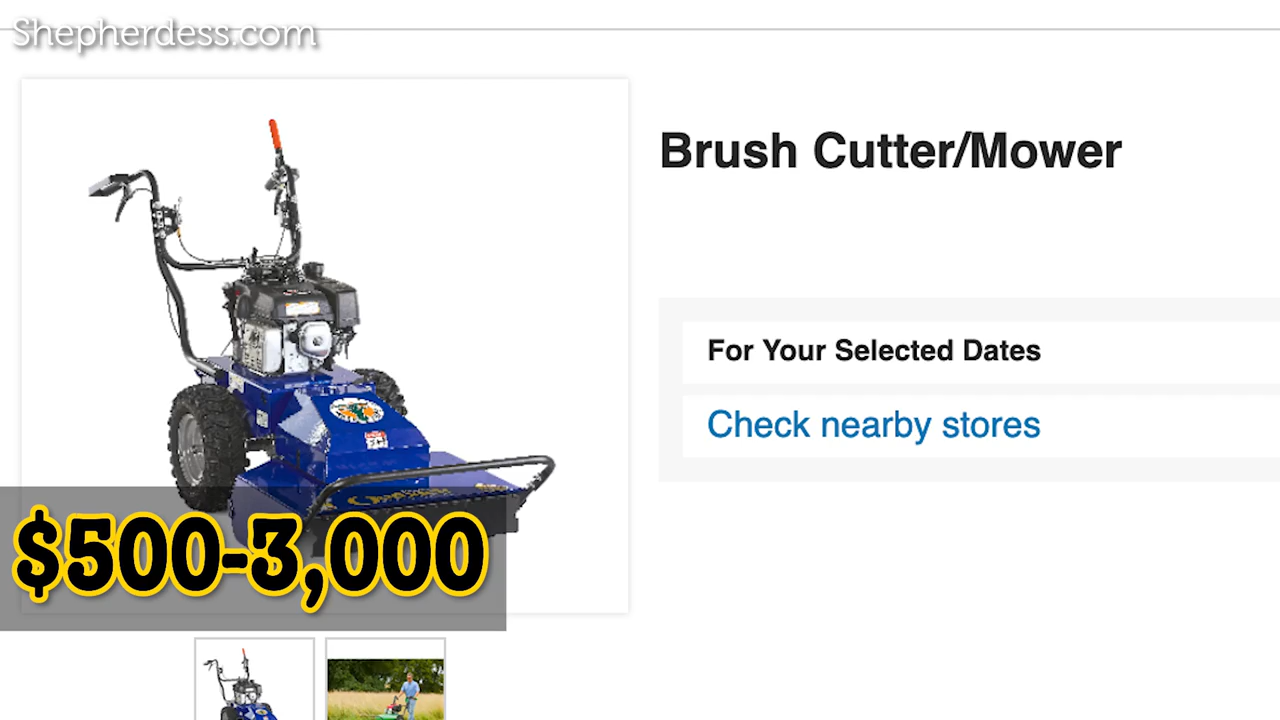 Shepherdess.com
Brush Cutter/Mower
For Your Selected Dates
Check nearby stores
$500-3,000